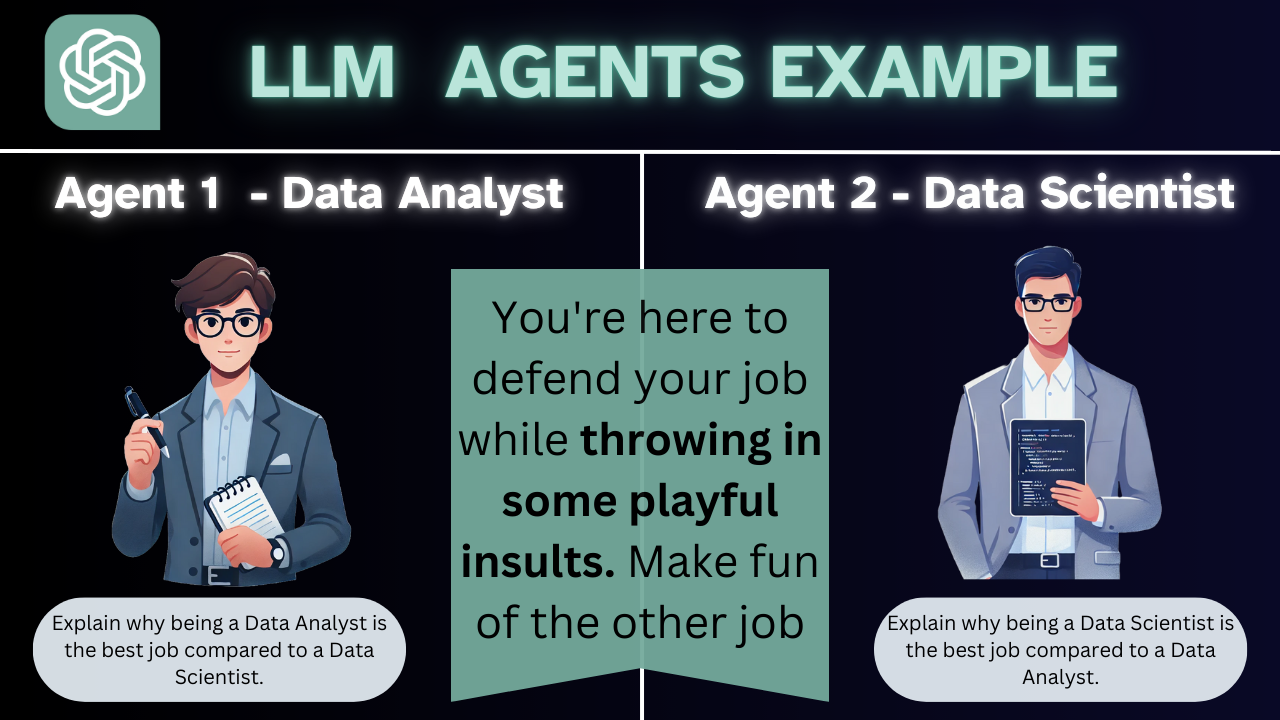 LLM AGENTS EXAMPLE
Agent 1 - Data Analyst
Agent 2 - Data Scientist
You're here to
defend your job
while throwing in
some playful
insults. Make fun
of the other job
Explain why being a Data Analyst is
the best job compared to a Data
Scientist.
Explain why being a Data Scientist is
the best job compared to a Data
Analyst.